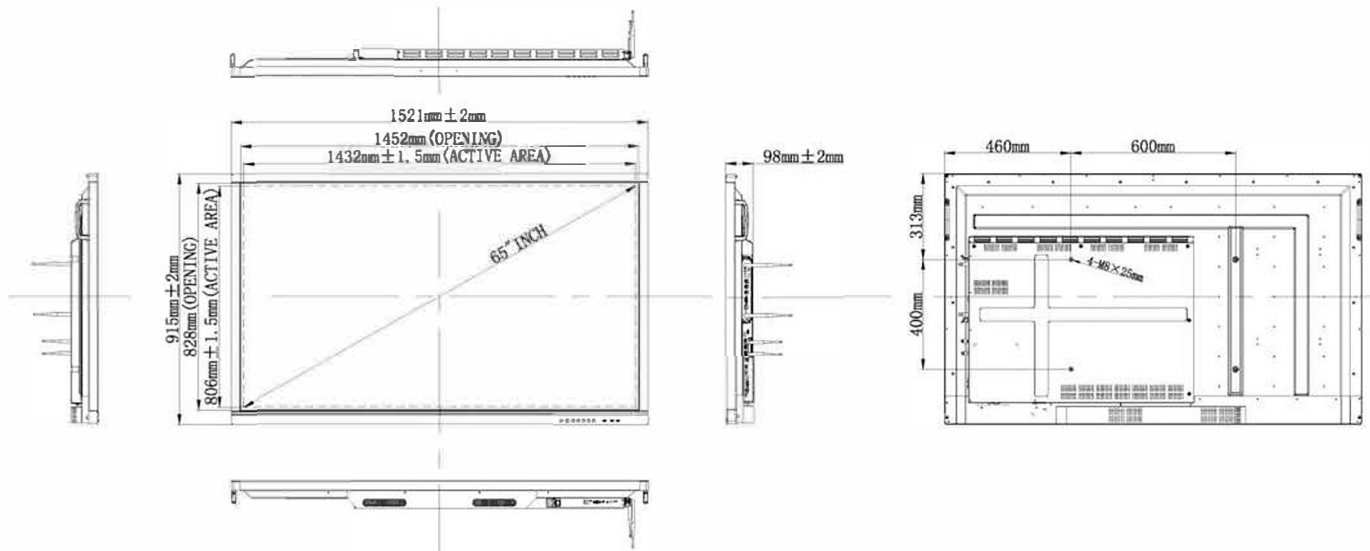 1521mm±2mm
1452mm(OPENING)
1432mm±1.5mm(ACTIVE AREA)
98mm±2mm
460mm
600mm
915mm±2mm
828mm(OPENING)
806mm±1.5mm(ACTIVE AREA)
65" INCH
313mm
400mm
4-M8×25mm